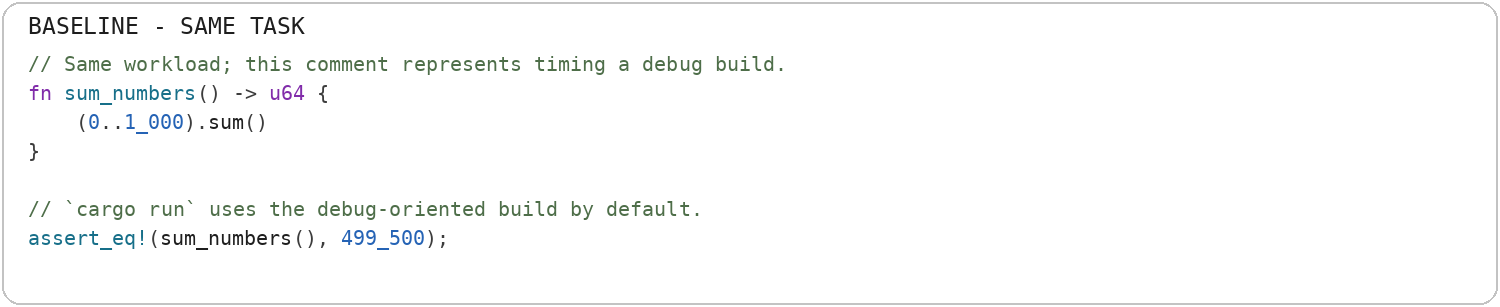 BASELINE - SAME TASK
// Same workload; this comment represents timing a debug build.
fn sum_numbers() -> u64 {
    (0..1_000).sum()
}
// `cargo run` uses the debug-oriented build by default.
assert_eq!(sum_numbers(), 499_500);